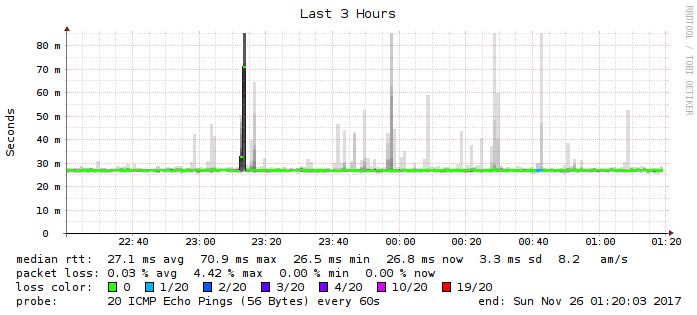 Last 3 Hours
RRDTOOL / TOBI OETIKER
Seconds
80 m
70 m
60 m
50 m
40 m
30 m
20 m
10 m
0
22:40 23:00 23:20 23:40 00:00 00:20 00:40 01:00 01:20
median rtt: 27.1 ms avg 70.9 ms max 26.5 ms min 26.8 ms now 3.3 ms sd 8.2 am/s
packet loss: 0.03 % avg 4.42 % max 0.00 % min 0.00 % now
loss color: 0 1/20 2/20 3/20 4/20 10/20 19/20
probe: 20 ICMP Echo Pings (56 Bytes) every 60s end: Sun Nov 26 01:20:03 2017